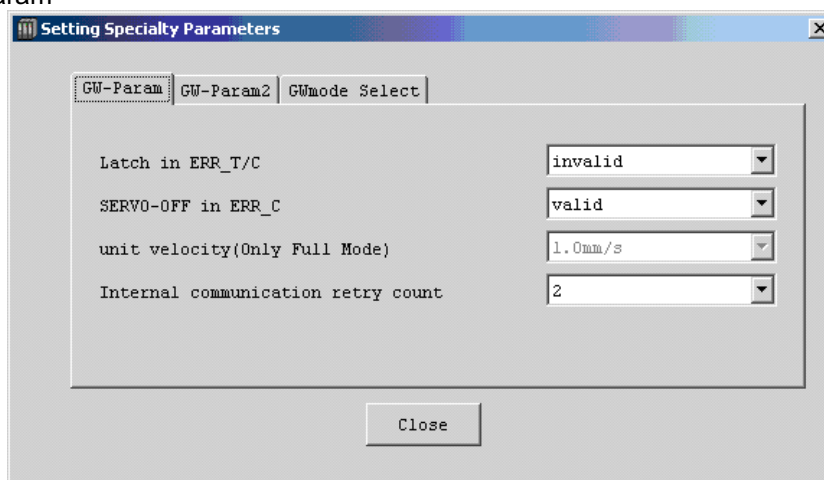 aram
Setting Specialty Parameters
GW-Param GW-Param2 GWmode Select
Latch in ERR_T/C invalid
SERVO-OFF in ERR_C valid
unit velocity(Only Full Mode) 1.0mm/s
Internal communication retry count 2
Close